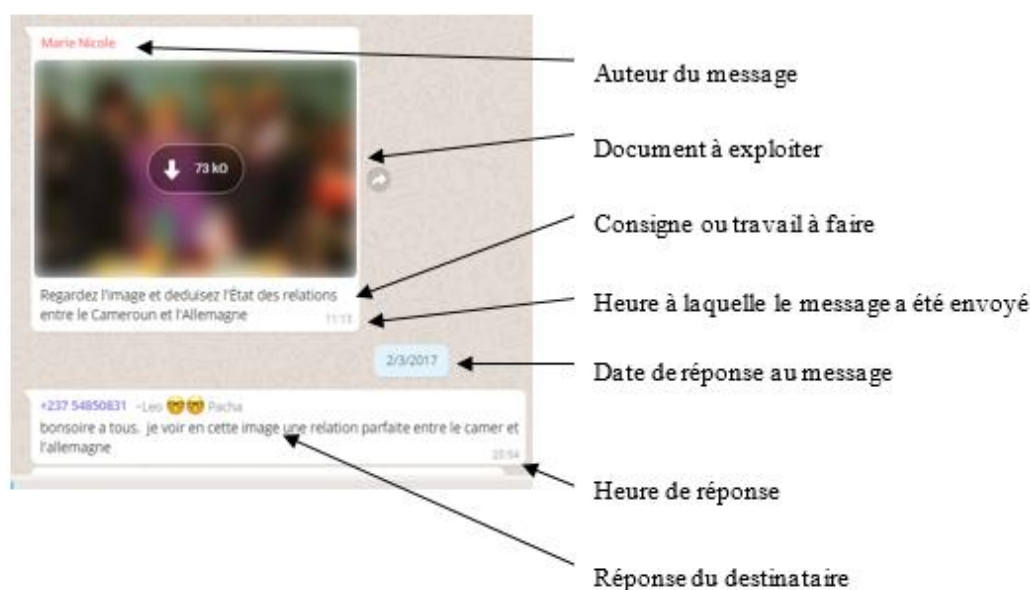 Marie Nicole
Auteur du message
73 kO
Document à exploiter
Consigne ou travail à faire
Regardez l'image et deduisez l'État des relations
entre le Cameroun et l'Allemagne
11:13
Heure à laquelle le message a été envoyé
2/3/2017
Date de réponse au message
+237 54850831 ~Leo 🤓🤓 Pacha
bonsoire a tous. je voir en cette image une relation parfaite entre le camer et
l'allemagne
20:54
Heure de réponse
Réponse du destinataire